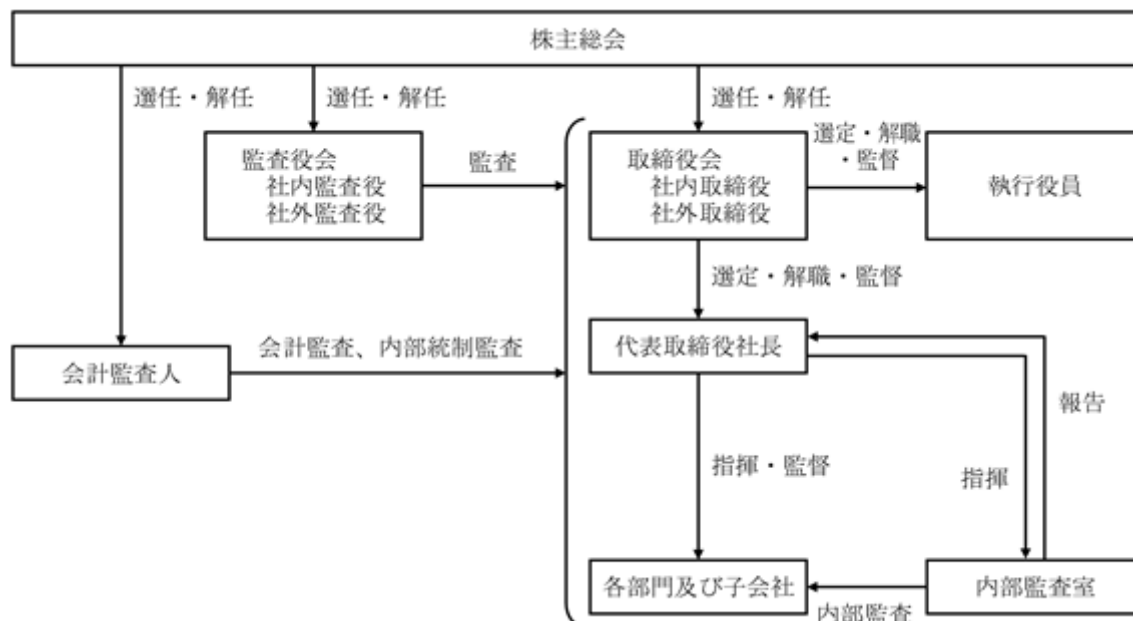 株主総会
選任・解任
選任・解任
選任・解任
監査役会
社内監査役
社外監査役
監査
取締役会
社内取締役
社外取締役
選定・解職
・監督
執行役員
選定・解職・監督
会計監査人
会計監査、内部統制監査
代表取締役社長
報告
指揮・監督
指揮
各部門及び子会社
内部監査室
内部監査